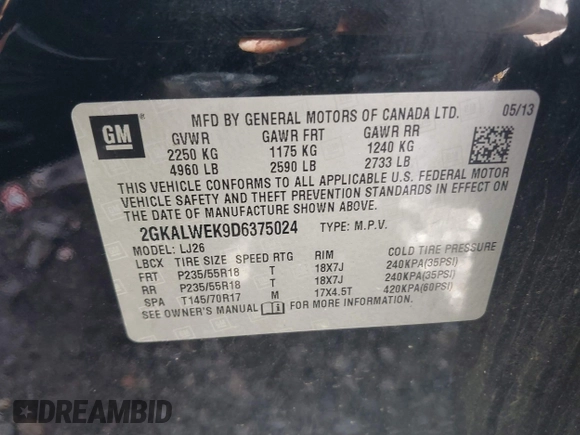 GM
MFD BY GENERAL MOTORS OF CANADA LTD. 05/13
GVWR GAWR FRT GAWR RR
2250 KG 1175 KG 1240 KG
4960 LB 2590 LB 2733 LB
THIS VEHICLE CONFORMS TO ALL APPLICABLE U.S. FEDERAL MOTOR
VEHICLE SAFETY AND THEFT PREVENTION STANDARDS IN EFFECT ON
THE DATE OF MANUFACTURE SHOWN ABOVE.
2GKALWEK9D6375024 TYPE: M.P.V.
MODEL: LJ26
LBCX TIRE SIZE SPEED RTG RIM COLD TIRE PRESSURE
FRT P235/55R18 T 18X7J 240KPA(35PSI)
RR P235/55R18 T 18X7J 240KPA(35PSI)
SPA T145/70R17 M 17X4.5T 420KPA(60PSI)
SEE OWNER'S MANUAL FOR MORE INFORMATION.
DREAMBID